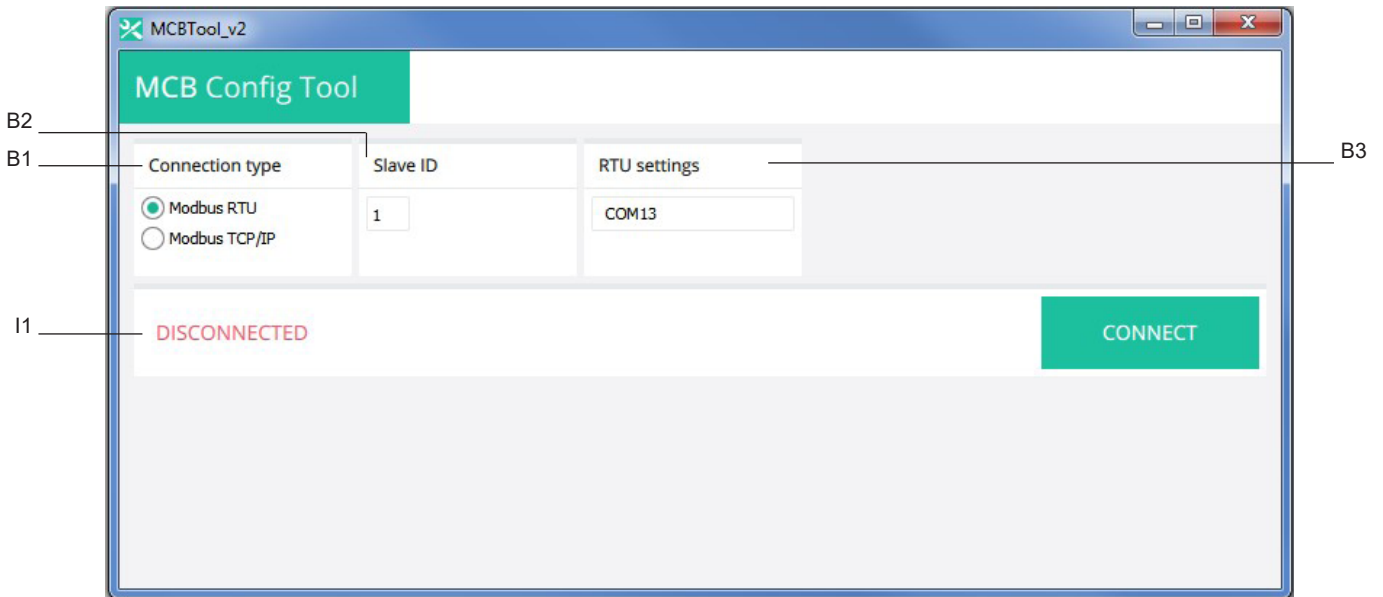 MCBTool_v2
MCB Config Tool
B2
B1
B3
Connection type
Slave ID
RTU settings
Modbus RTU
Modbus TCP/IP
1
COM13
I1
DISCONNECTED
CONNECT